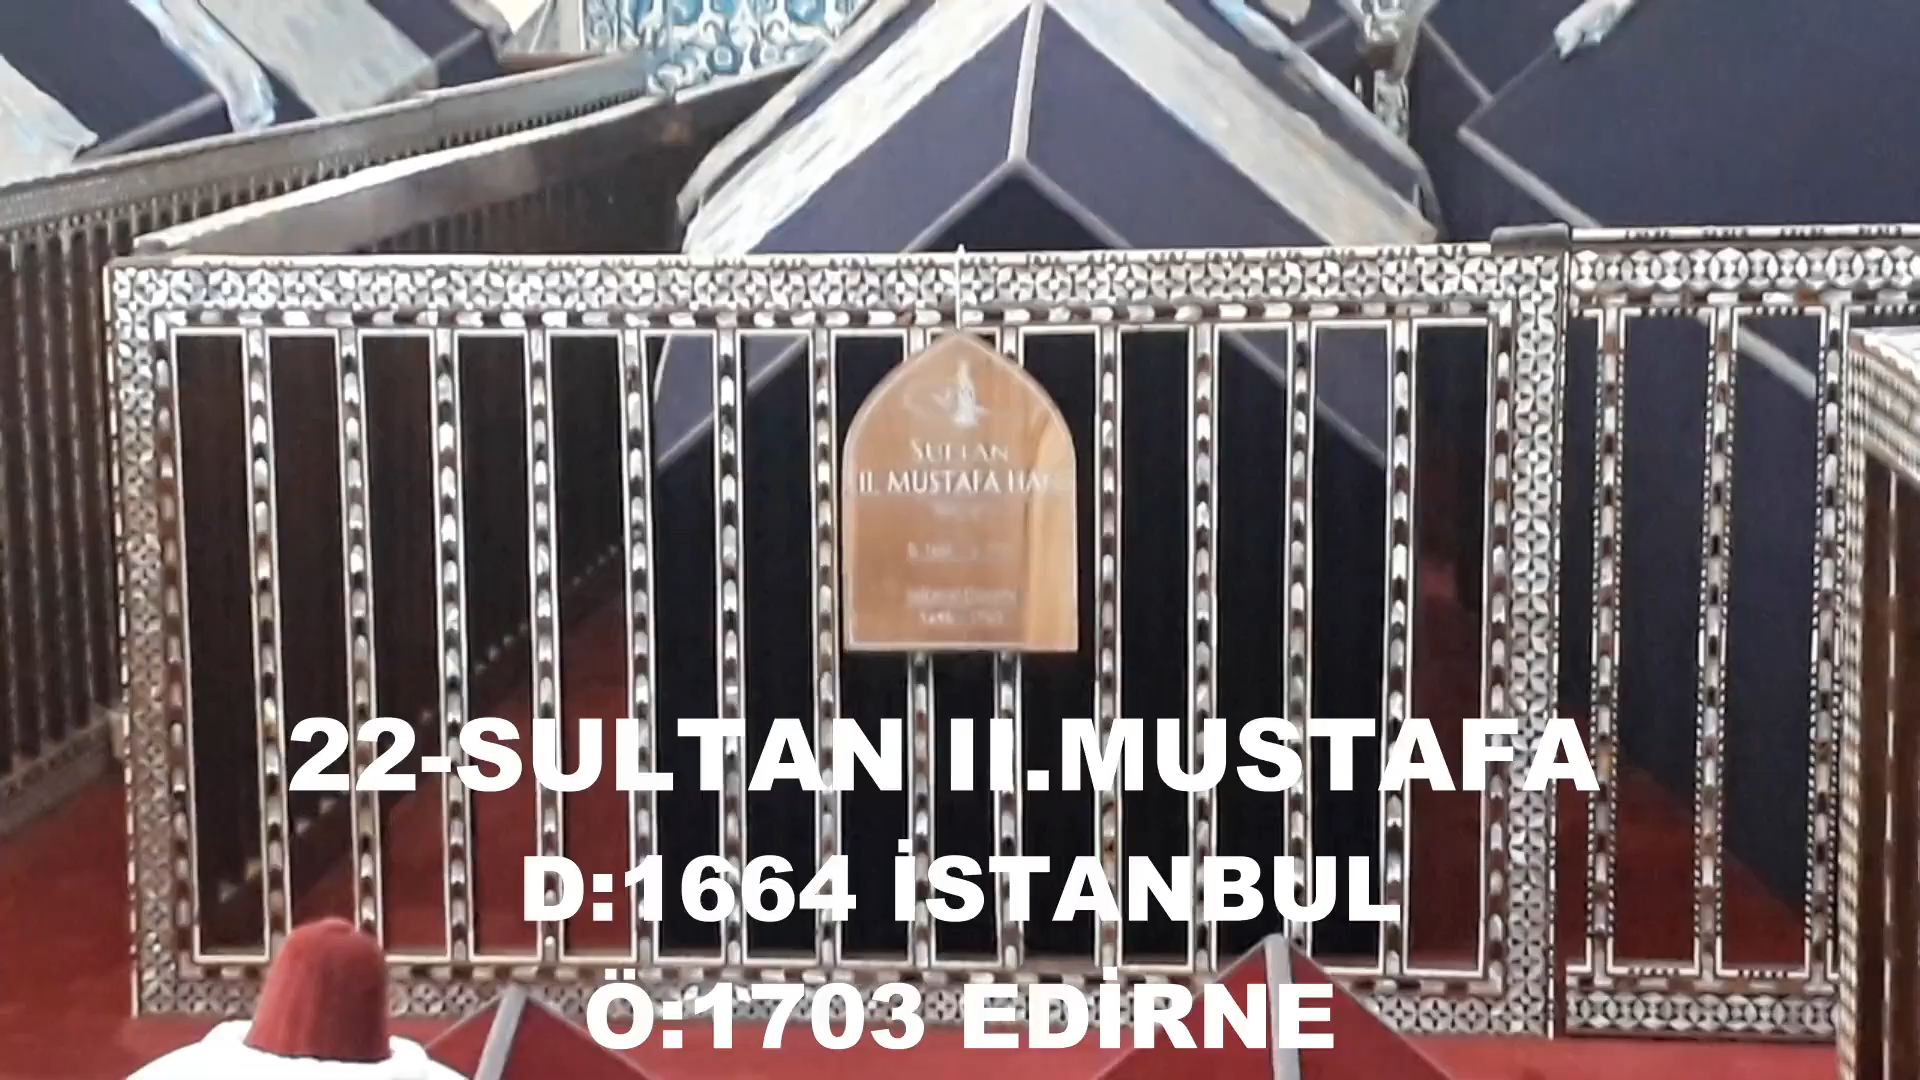 SULTAN
II. MUSTAFA HAN
22-SULTAN II.MUSTAFA
D:1664 İSTANBUL
Ö:1703 EDİRNE